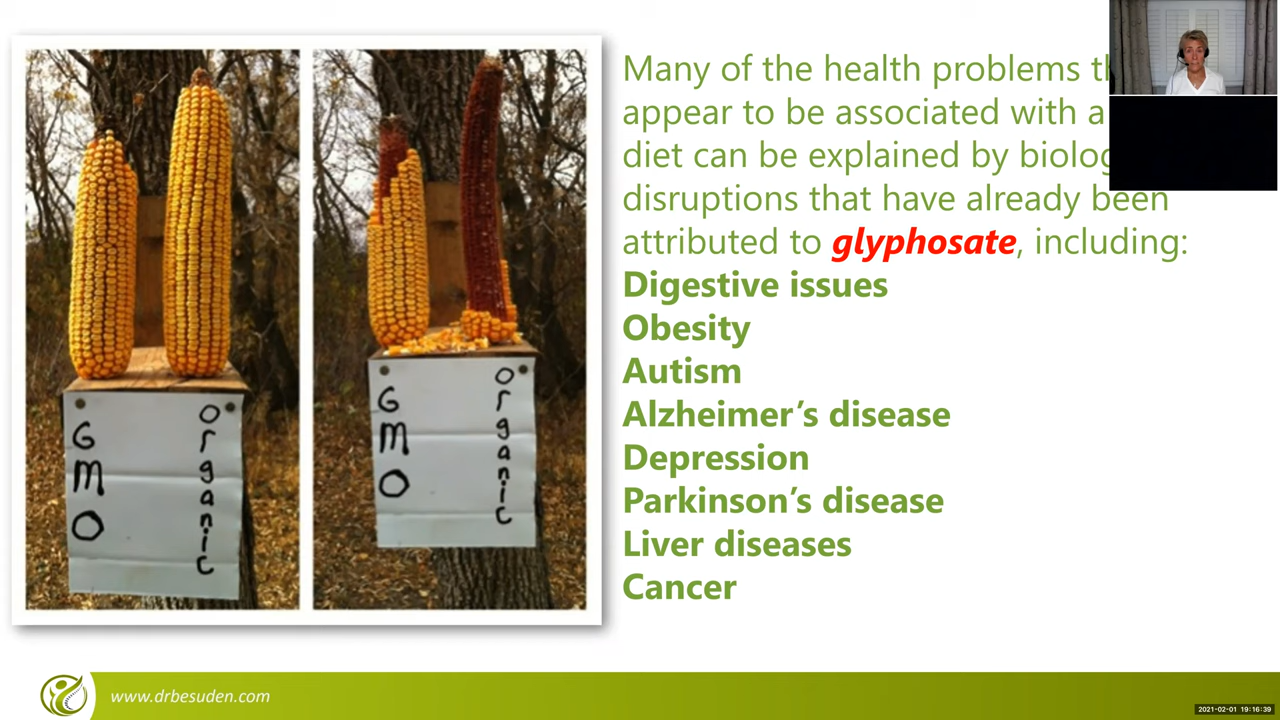 GMO
organic
GMO
organic
Many of the health problems
appear to be associated with a
diet can be explained by
disruptions that have already been
attributed to glyphosate, including:
Digestive issues
Obesity
Autism
Alzheimer’s disease
Depression
Parkinson’s disease
Liver diseases
Cancer
www.drbesuden.com
2021-02-01 19:16:39